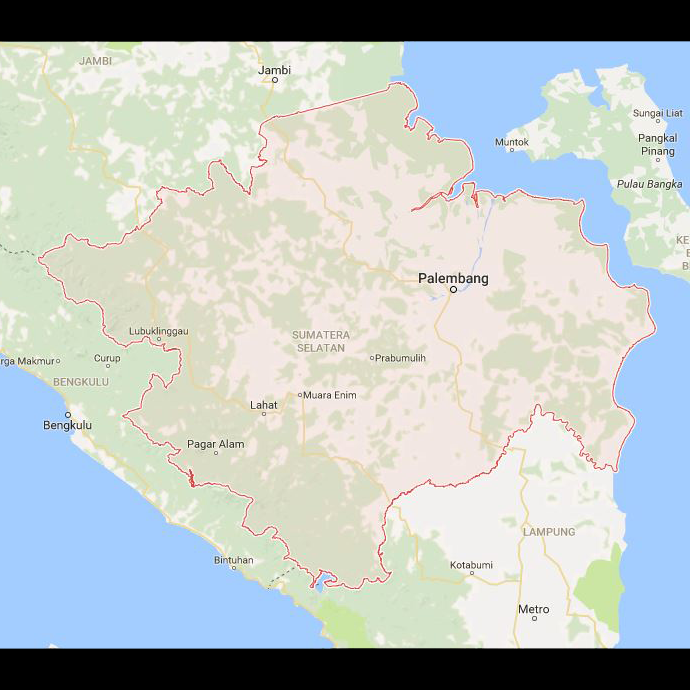 JAMBI
Jambi
Sungai Liat
Muntok
Pangkal
Pinang
Pulau Bangka
KE
B
B
Palembang
Lubuklinggau
SUMATERA
SELATAN
Prabumulih
rga Makmur
Curup
BENGKULU
Muara Enim
Lahat
Bengkulu
Pagar Alam
LAMPUNG
Bintuhan
Kotabumi
Metro